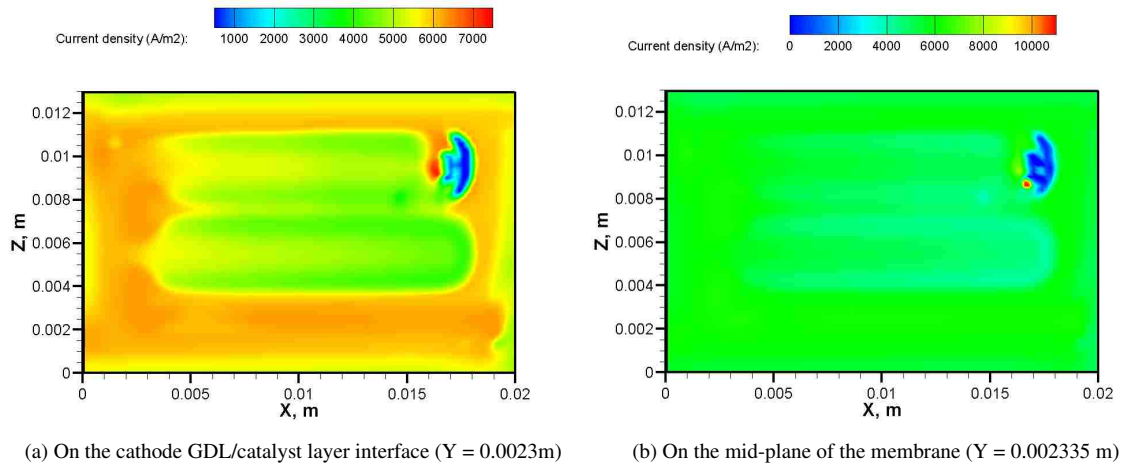 1000 2000 3000 4000 5000 6000 7000
Current density (A/m2):
0.012
0.01
0.008
0.006
0.004
0.002
0
Z, m
0 0.005 0.01 0.015 0.02
X, m
(a) On the cathode GDL/catalyst layer interface (Y = 0.0023m)
0 2000 4000 6000 8000 10000
Current density (A/m2):
0.012
0.01
0.008
0.006
0.004
0.002
0
Z, m
0 0.005 0.01 0.015 0.02
X, m
(b) On the mid-plane of the membrane (Y = 0.002335 m)